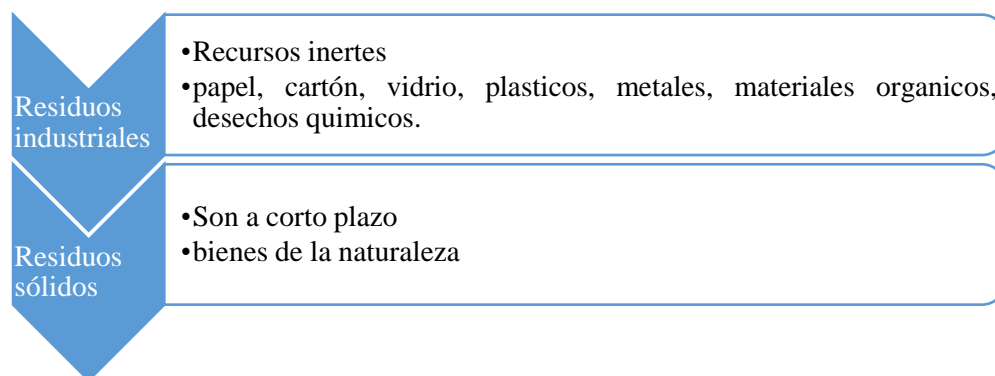 Residuos
industriales
•Recursos inertes
•papel, cartón, vidrio, plasticos, metales, materiales organicos,
desechos quimicos.
Residuos
sólidos
•Son a corto plazo
•bienes de la naturaleza